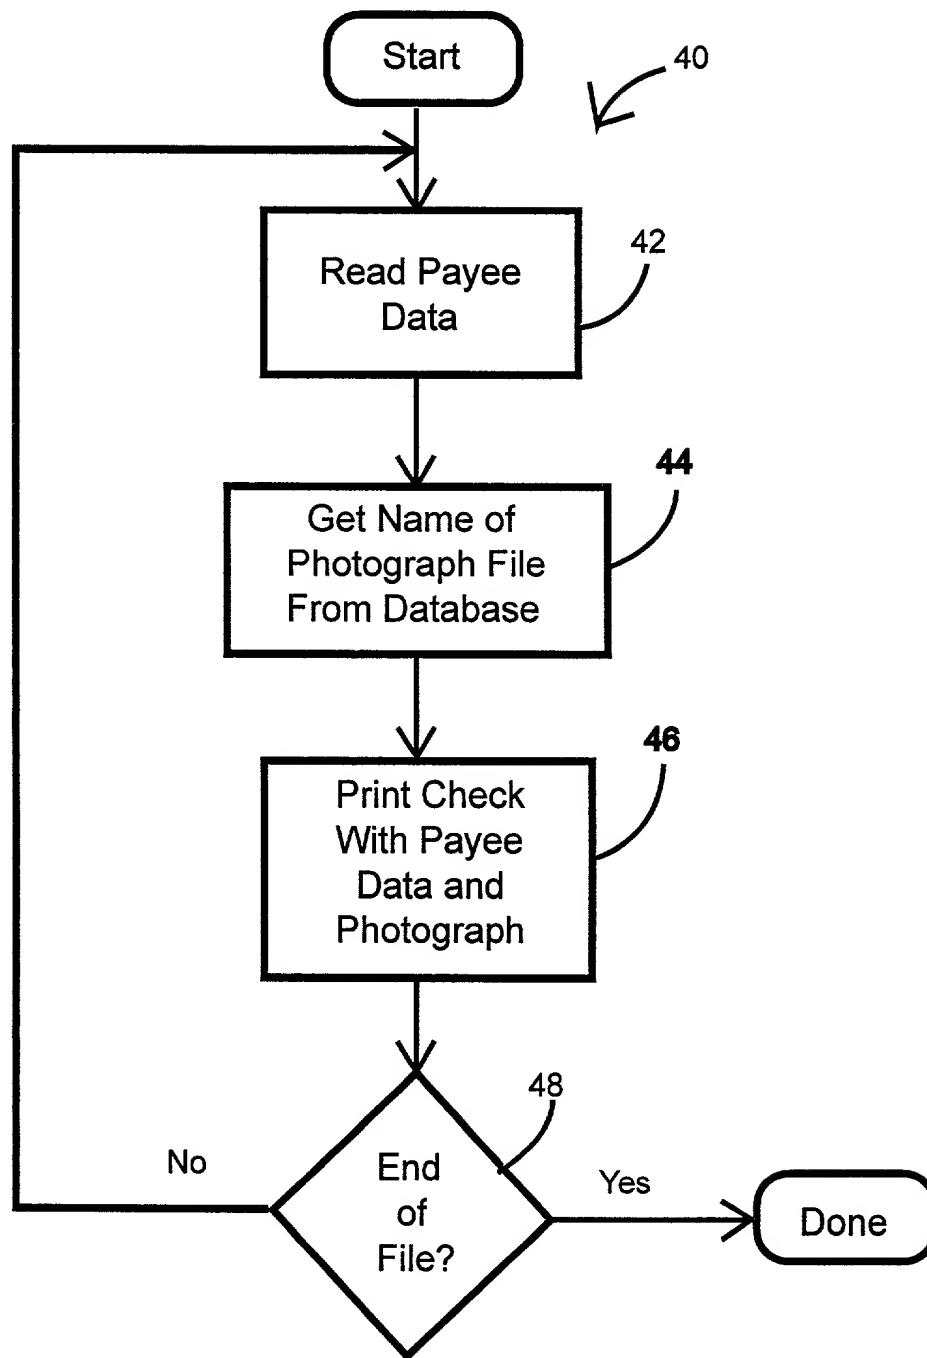 Start
40
Read Payee
Data
42
44
Get Name of
Photograph File
From Database
46
Print Check
With Payee
Data and
Photograph
48
No
End
of
File?
Yes
Done